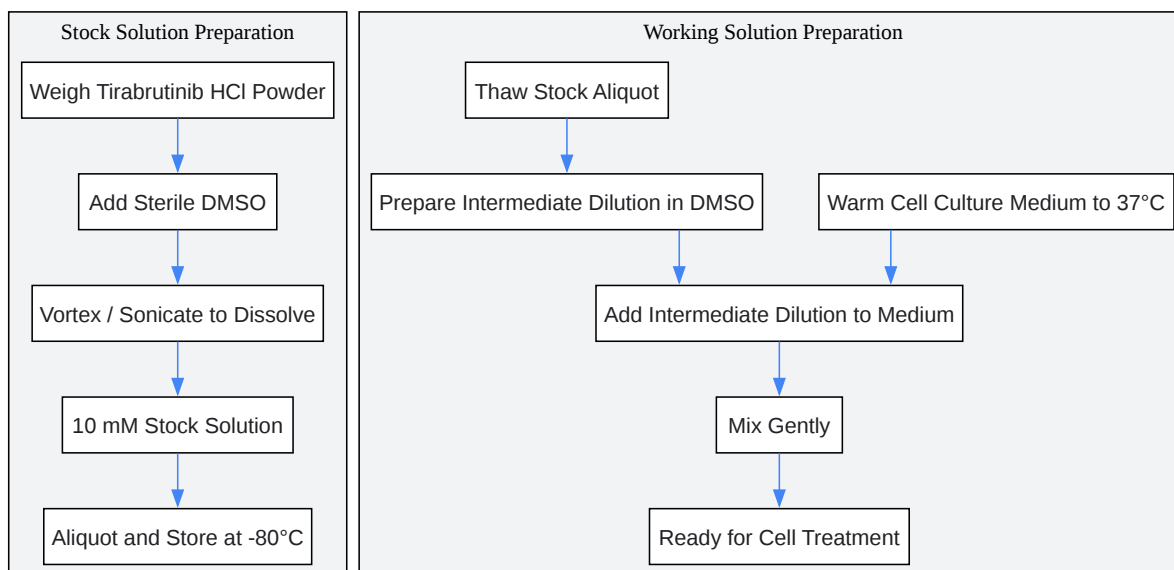 Stock Solution Preparation
Weigh Tirabrutinib HCl Powder
Add Sterile DMSO
Vortex / Sonicate to Dissolve
10 mM Stock Solution
Aliquot and Store at -80°C
Working Solution Preparation
Thaw Stock Aliquot
Prepare Intermediate Dilution in DMSO
Warm Cell Culture Medium to 37°C
Add Intermediate Dilution to Medium
Mix Gently
Ready for Cell Treatment